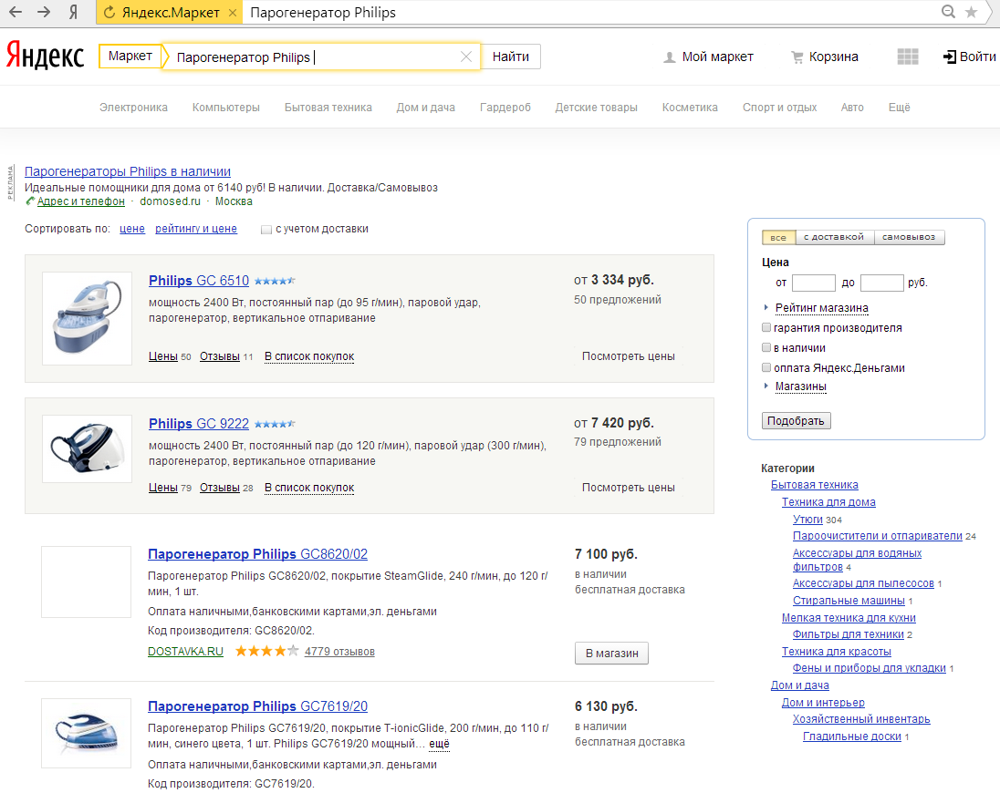 Я Яндекс.Маркет × Парогенератор Philips
Яндекс Маркет Парогенератор Philips Найти Мой маркет Корзина Войти
Электроника Компьютеры Бытовая техника Дом и дача Гардероб Детские товары Косметика Спорт и отдых Авто Ещё
РЕКЛАМА
Парогенераторы Philips в наличии
Идеальные помощники для дома от 6140 руб! В наличии. Доставка/Самовывоз
Адрес и телефон · domosed.ru · Москва
Сортировать по: цене рейтингу и цене с учетом доставки
Philips GC 6510
мощность 2400 Вт, постоянный пар (до 95 г/мин), паровой удар,
парогенератор, вертикальное отпаривание
Цены 50 Отзывы 11 В список покупок
от 3 334 руб.
50 предложений
Посмотреть цены
Philips GC 9222
мощность 2400 Вт, постоянный пар (до 120 г/мин), паровой удар (300 г/мин),
парогенератор, вертикальное отпаривание
Цены 79 Отзывы 28 В список покупок
от 7 420 руб.
79 предложений
Посмотреть цены
Парогенератор Philips GC8620/02
Парогенератор Philips GC8620/02, покрытие SteamGlide, 240 г/мин, до 120 г/
мин, 1 шт.
Оплата наличными,банковскими картами,эл. деньгами
Код производителя: GC8620/02.
DOSTAVKA.RU 4779 отзывов
7 100 руб.
в наличии
бесплатная доставка
В магазин
Парогенератор Philips GC7619/20
Парогенератор Philips GC7619/20, покрытие T-ionicGlide, 200 г/мин, до 110 г/
мин, синего цвета, 1 шт. Philips GC7619/20 мощный... ещё
Оплата наличными,банковскими картами,эл. деньгами
Код производителя: GC7619/20.
6 130 руб.
в наличии
бесплатная доставка
все с доставкой самовывоз
Цена
от до руб.
Рейтинг магазина
гарантия производителя
в наличии
оплата Яндекс.Деньгами
Магазины
Подобрать
Категории
Бытовая техника
Техника для дома
Утюги 304
Пароочистители и отпариватели 24
Аксессуары для водяных
фильтров 4
Аксессуары для пылесосов 1
Стиральные машины 1
Мелкая техника для кухни
Фильтры для техники 2
Техника для красоты
Фены и приборы для укладки 1
Дом и дача
Дом и интерьер
Хозяйственный инвентарь
Гладильные доски 1